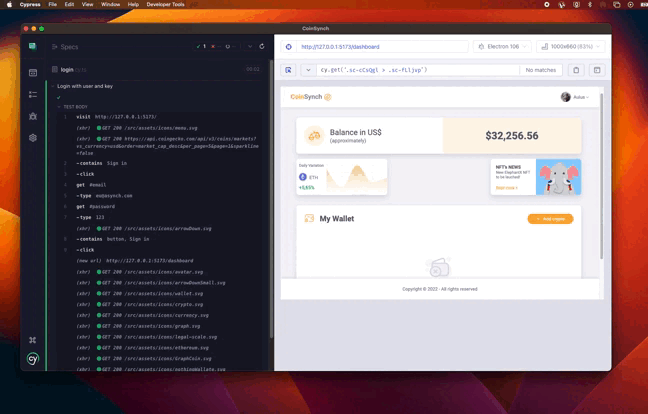 Cypress File Edit View Window Help Developer Tools
CoinSynch
Specs
1
login
00:02
http://127.0.0.1:5173/dashboard
Electron 106
1000x660 (83%)
cy.get('.sc-cCsOgl > .sc-fLljvp')
No matches
Login with user and key
TEST BODY
1 visit http://127.0.0.1:5173/
(xhr) GET 200 /src/assets/icons/menu.svg
(xhr) GET 200 https://api.coingecko.com/api/v3/coins/markets?
vs_currency=usd&order=market_cap_desc&per_page=5&page=1&sparkline
=false
2 -contains Sign in
3 -click
4 get #email
5 -type on@synch.com
6 get #password
7 -type 123
(xhr) GET 200 /src/assets/icons/arrowDown.svg
8 -contains button, Sign in
9 -click
(new url) http://127.0.0.1:5173/dashboard
(xhr) GET 200 /src/assets/icons/avatar.svg
(xhr) GET 200 /src/assets/icons/arrowDownSmall.svg
(xhr) GET 200 /src/assets/icons/wallet.svg
(xhr) GET 200 /src/assets/icons/crypto.svg
(xhr) GET 200 /src/assets/icons/currency.svg
(xhr) GET 200 /src/assets/icons/graph.svg
(xhr) GET 200 /src/assets/icons/legal-scale.svg
(xhr) GET 200 /src/assets/icons/ethereum.svg
(xhr) GET 200 /src/assets/icons/GraphCoin.svg
(xhr) GET 200 /src/assets/icons/nothingWallets.svg
cy
CoinSynch
Balance in US$
(approximately)
$32,256.56
Daily Variation
ETH
+5,65%
NFT's NEWS
New ElephantX NFT
to be launched!
Read more +
My Wallet
+ Add crypto
Copyright © 2022 - All rights reserved